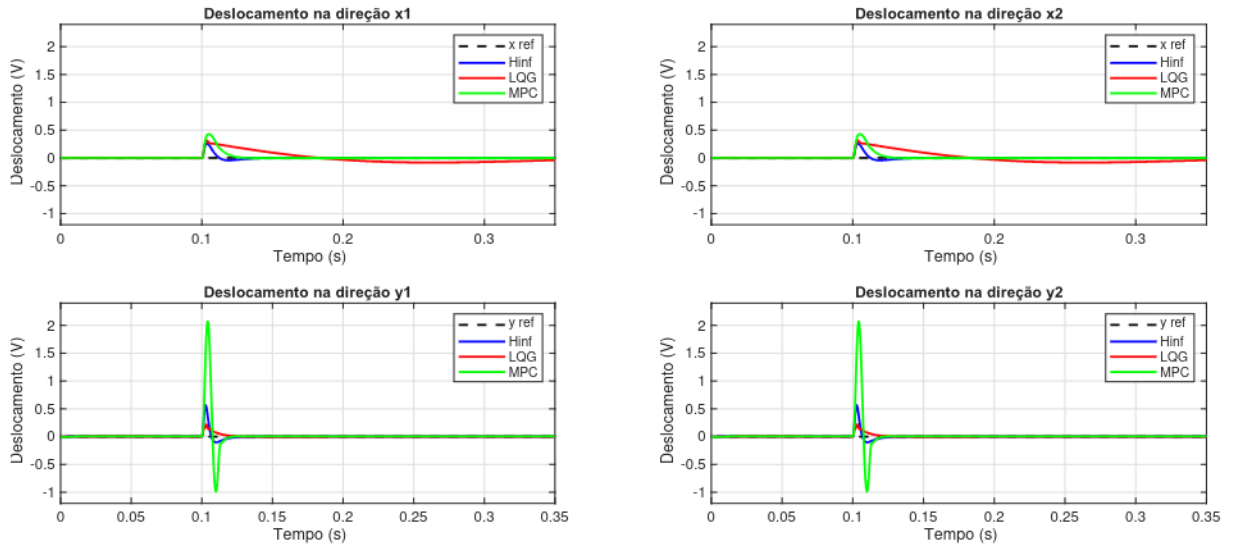 Deslocamento na direção x1
Deslocamento (V)
2
1.5
1
0.5
0
-0.5
-1
0
0.1
0.2
0.3
Tempo (s)
x ref
Hinf
LQG
MPC
Deslocamento na direção x2
Deslocamento (V)
2
1.5
1
0.5
0
-0.5
-1
0
0.1
0.2
0.3
Tempo (s)
x ref
Hinf
LQG
MPC
Deslocamento na direção y1
Deslocamento (V)
2
1.5
1
0.5
0
-0.5
-1
0
0.05
0.1
0.15
0.2
0.25
0.3
0.35
Tempo (s)
y ref
Hinf
LQG
MPC
Deslocamento na direção y2
Deslocamento (V)
2
1.5
1
0.5
0
-0.5
-1
0
0.05
0.1
0.15
0.2
0.25
0.3
0.35
Tempo (s)
y ref
Hinf
LQG
MPC